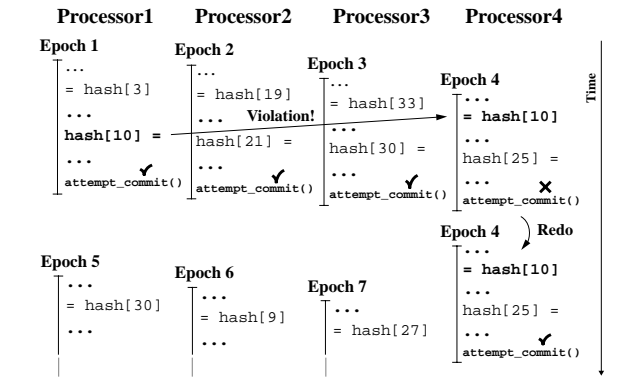 Processor1 Processor2 Processor3 Processor4
Epoch 1
...
= hash[3]
...
hash[10] =
...
attempt_commit()
Epoch 2
...
= hash[19]
...
hash[21] =
...
attempt_commit()
Violation!
Epoch 3
...
= hash[33]
...
hash[30] =
...
attempt_commit()
Epoch 4
...
= hash[10]
...
hash[25] =
...
attempt_commit()
Redo
Time
Epoch 5
...
= hash[30]
...
Epoch 6
...
= hash[9]
...
Epoch 7
...
= hash[27]
Epoch 4
...
= hash[10]
...
hash[25] =
...
attempt_commit()